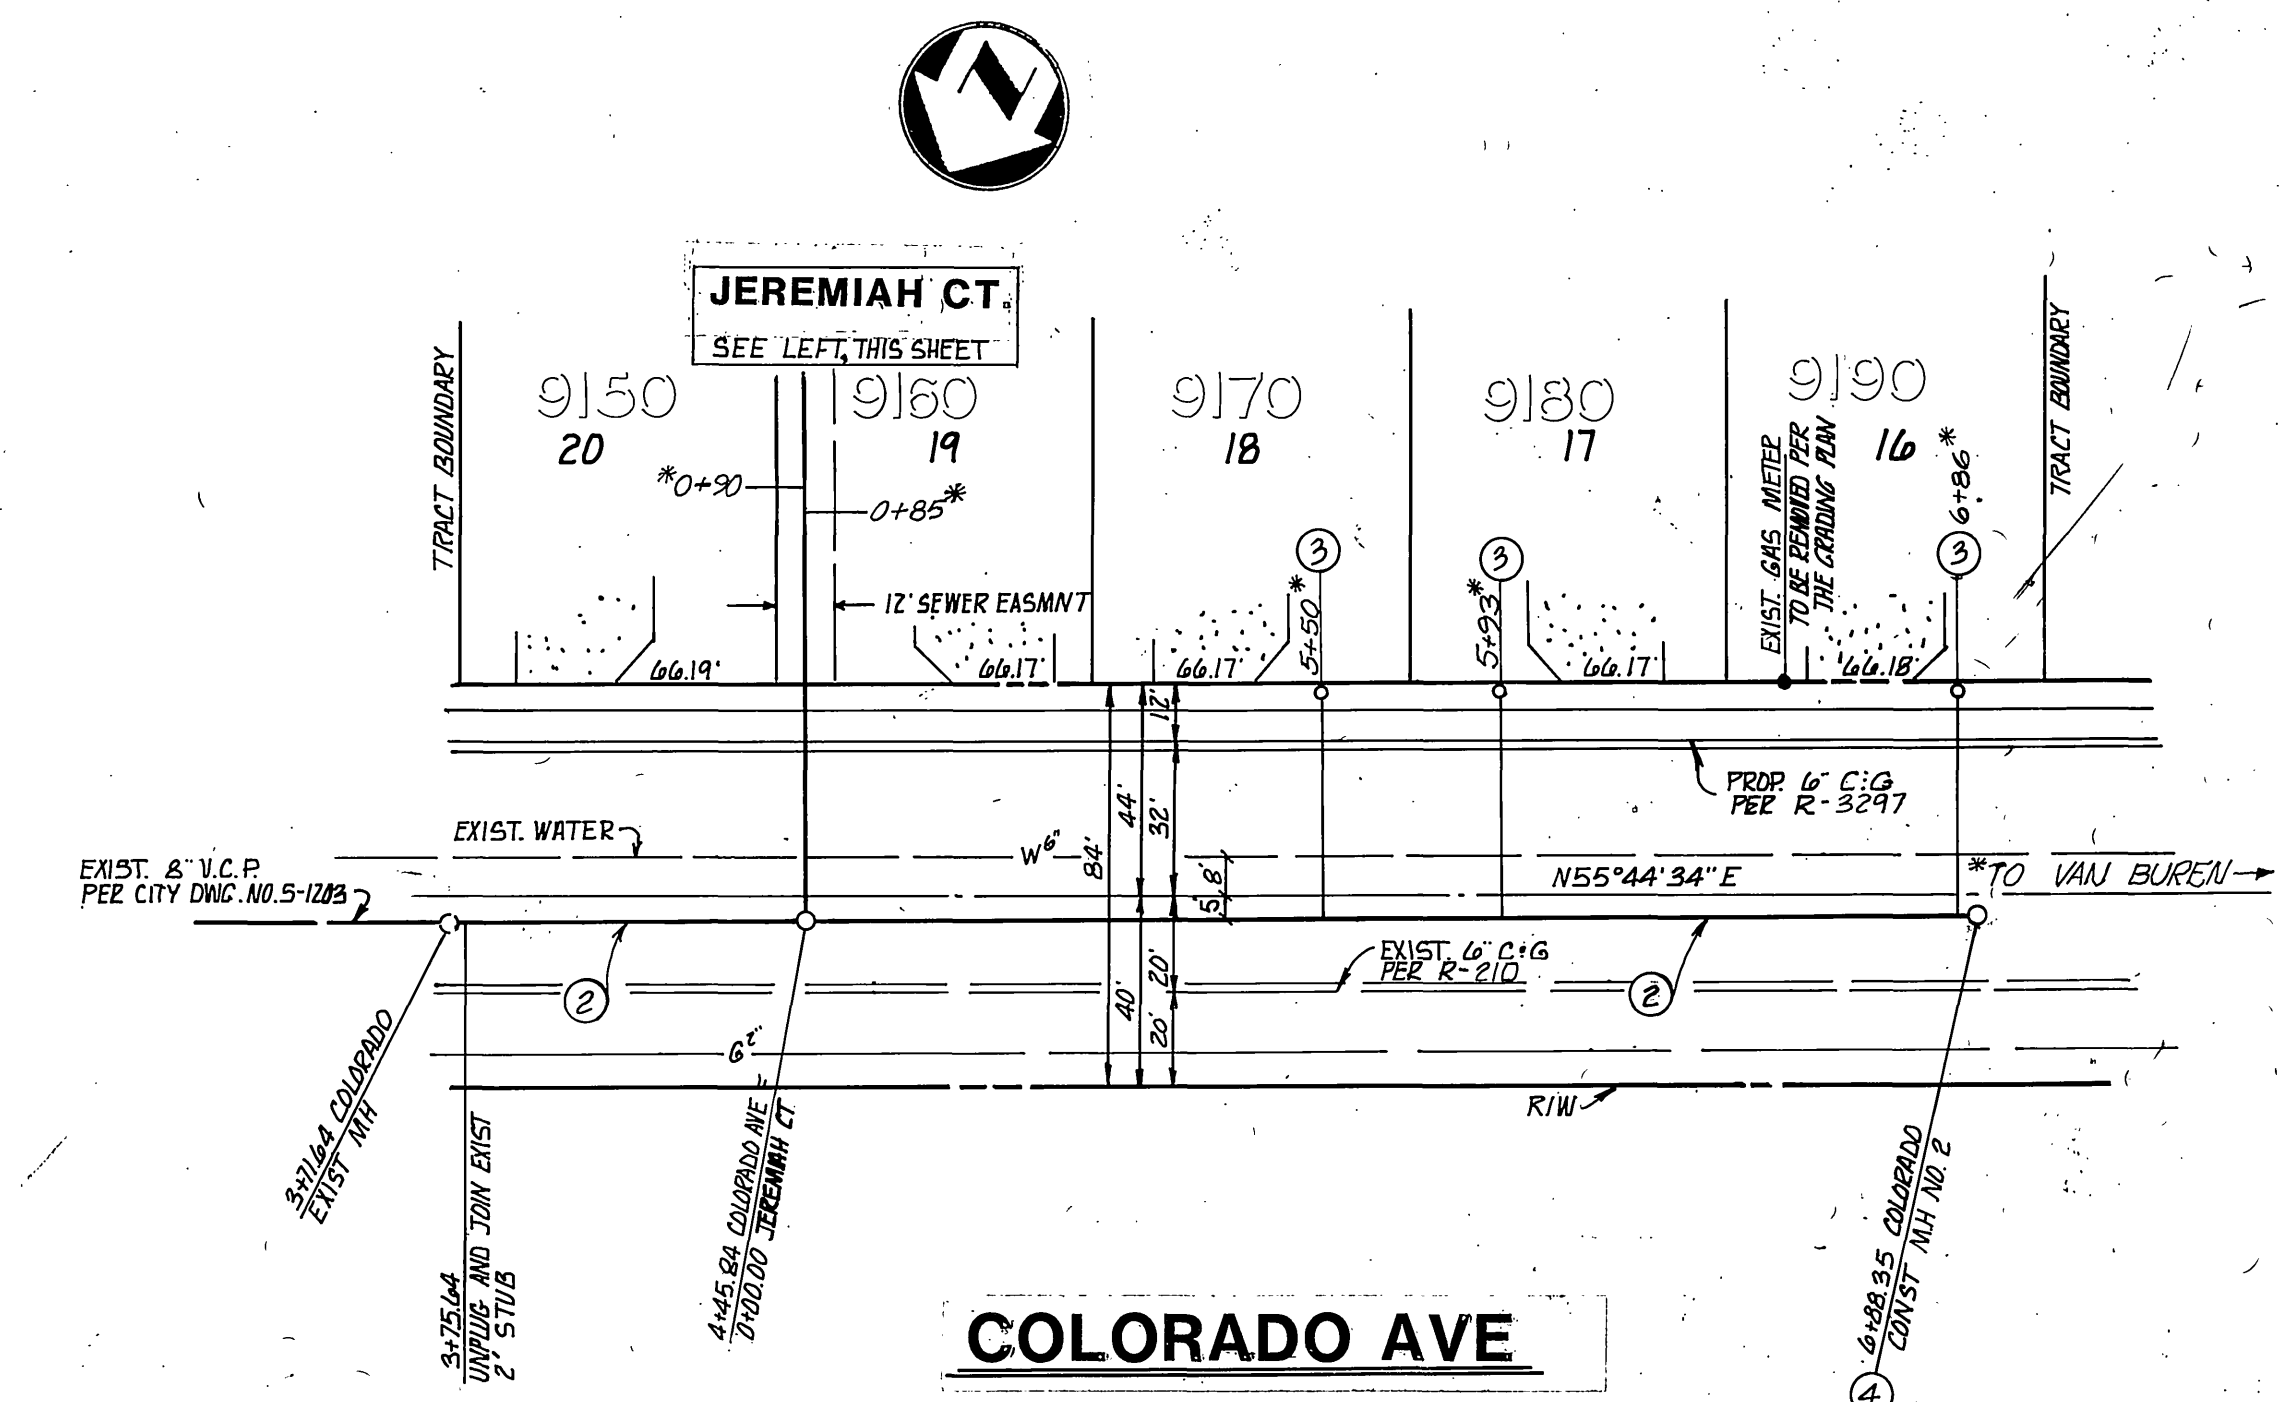 N
JEREMIAH CT.
SEE LEFT, THIS SHEET
TRACT BOUNDARY
9150
20
9160
19
9170
18
9180
17
9190
16
TRACT BOUNDARY
*0+90
0+85*
12' SEWER EASMNT
EXIST. GAS METER
TO BE REMOVED PER
THE GRADING PLAN
3
5+50*
3
5+93*
3
6+86*
66.19'
66.17'
66.17'
66.17'
66.18'
12'
44'
32'
84'
8'
5'
20'
40'
20'
PROP. 6" C:G
PER R-3297
EXIST. WATER
W6"
EXIST. 8" V.C.P.
PER CITY DWG. NO. S-1203
N55°44'34"E
*TO VAN BUREN
EXIST. 6" C:G
PER R-210
2
2
G2"
R/W
3+71.64 COLORADO
EXIST MH
3+75.64
UNPLUG AND JOIN EXIST
2' STUB
4+45.84 COLORADO AVE
0+00.00 JEREMIAH CT.
6+88.35 COLORADO
CONST M.H NO. 2
4
COLORADO AVE